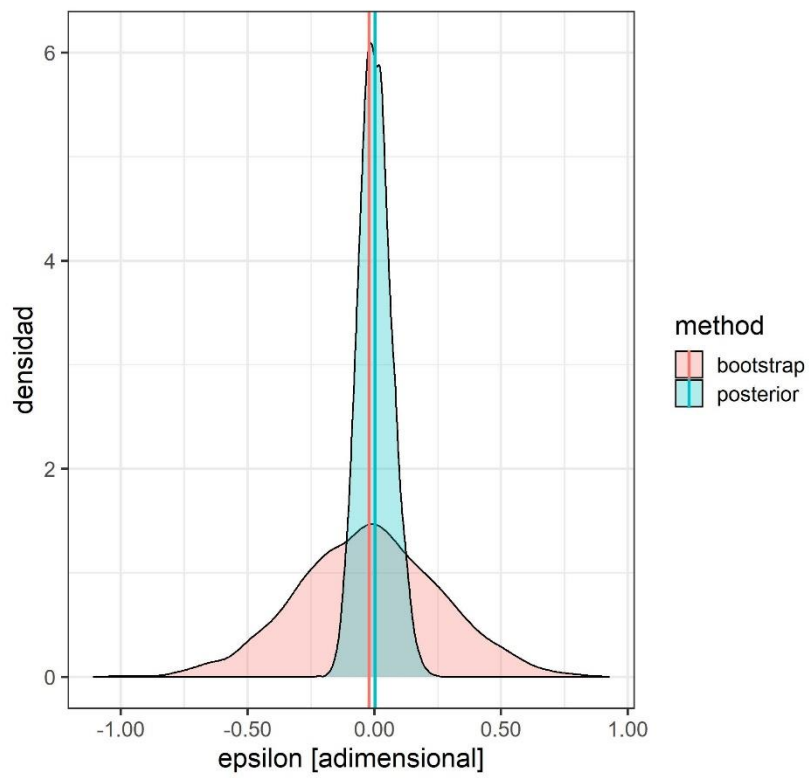 6
4
2
0
densidad
-1.00 -0.50 0.00 0.50 1.00
epsilon [adimensional]
method
bootstrap
posterior